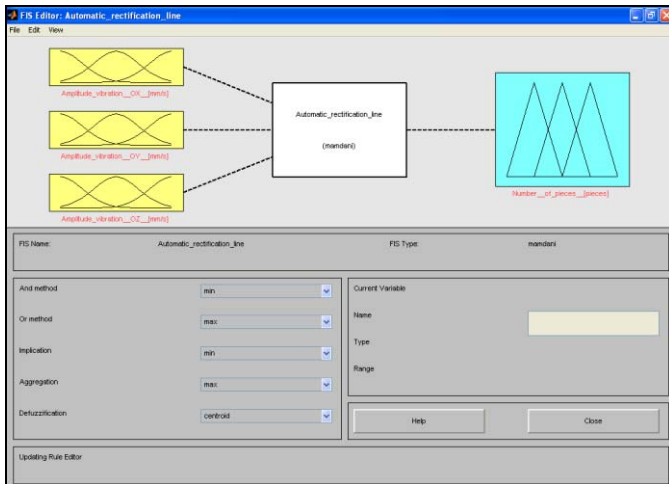 FIS Editor: Automatic_rectification_line
File Edit View
Amplitude_vibration__OX__[mm/s]
Amplitude_vibration__OY__[mm/s]
Amplitude_vibration__OZ__[mm/s]
Automatic_rectification_line
(mamdani)
Number__of_pieces__[pieces]
FIS Name: Automatic_rectification_line FIS Type: mamdani
And method min
Or method max
Implication min
Aggregation max
Defuzzification centroid
Current Variable
Name
Type
Range
Help Close
Updating Rule Editor